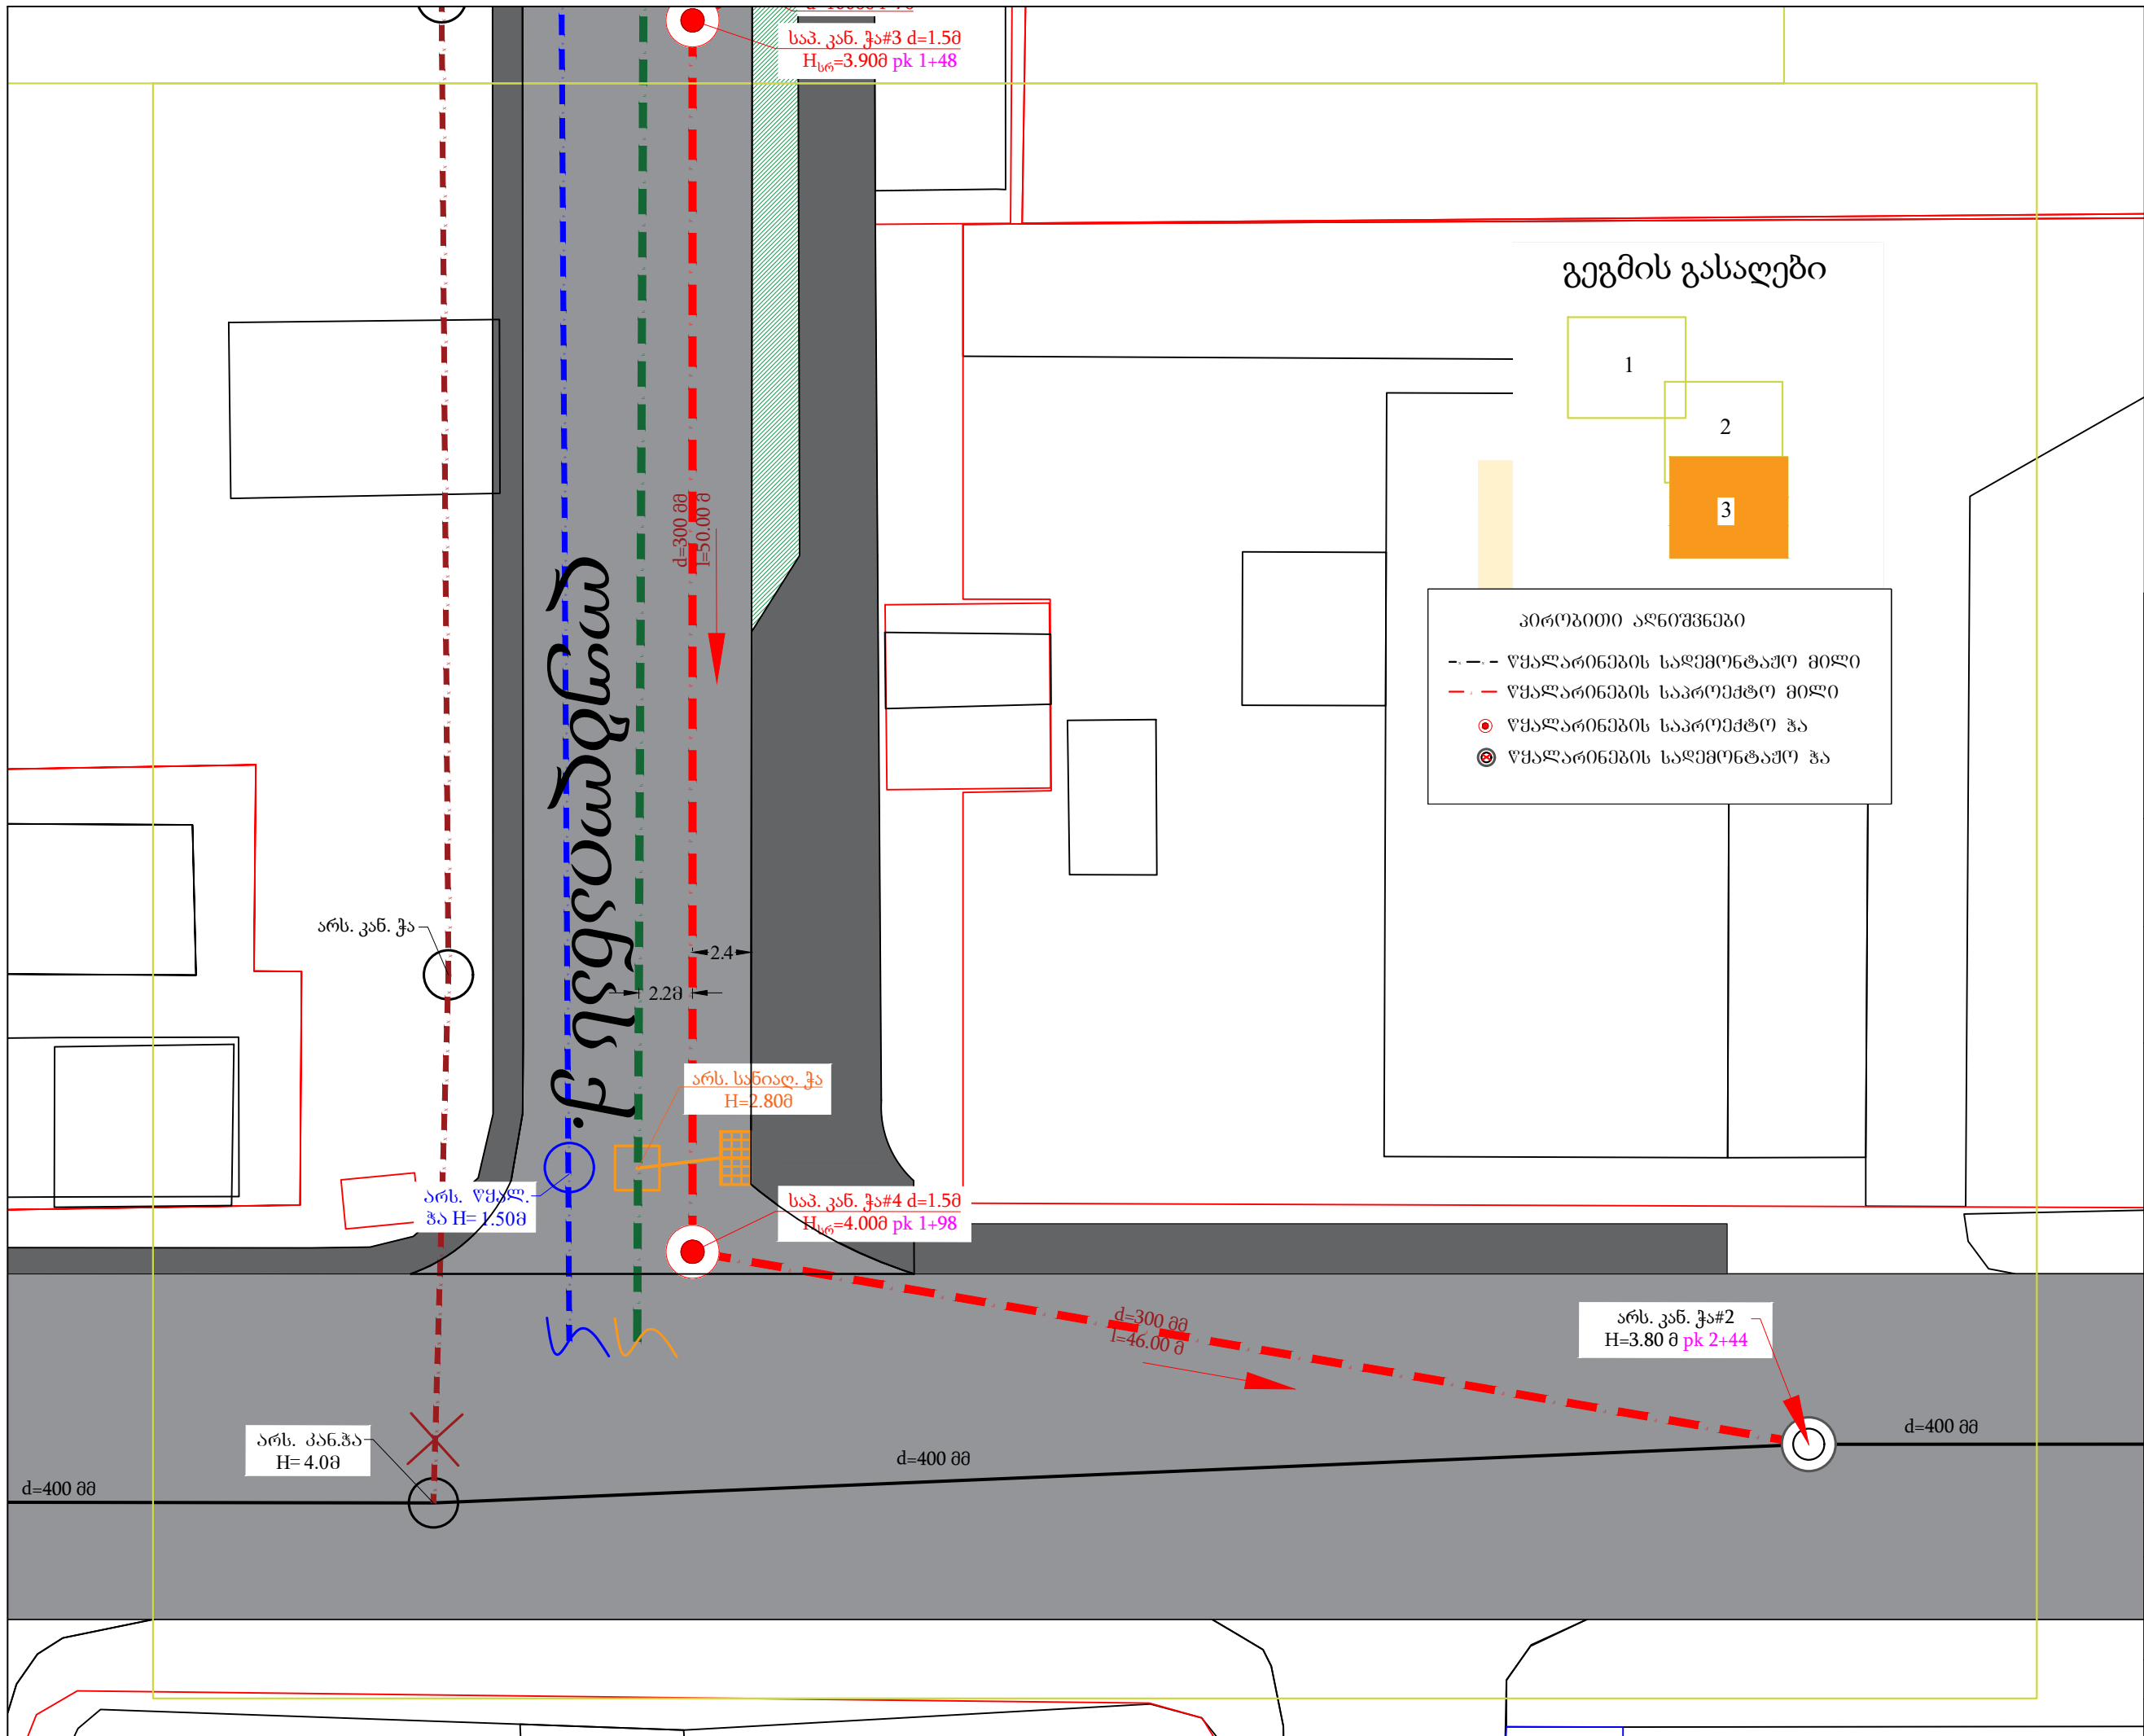 საპ. კან. ჭა#3 d=1.5მ
Hსრ=3.90მ pk 1+48
გეგმის გასაღები
1
2
3
პირობითი აღნიშვნები
წყალარინების სადემონტაჟო მილი
წყალარინების საპროექტო მილი
წყალარინების საპროექტო ჭა
წყალარინების სადემონტაჟო ჭა
d=300 მმ
l=50.00 მ
არს. კან. ჭა
2.4
2.2მ
არს. სანიაღ. ჭა
H=2.80მ
არს. წყალ.
ჭა H=1.50მ
საპ. კან. ჭა#4 d=1.5მ
Hსრ=4.00მ pk 1+98
d=300 მმ
l=46.00 მ
არს. კან. ჭა#2
H=3.80 მ pk 2+44
არს. კან.ჭა
H=4.0მ
d=400 მმ
d=400 მმ
d=400 მმ